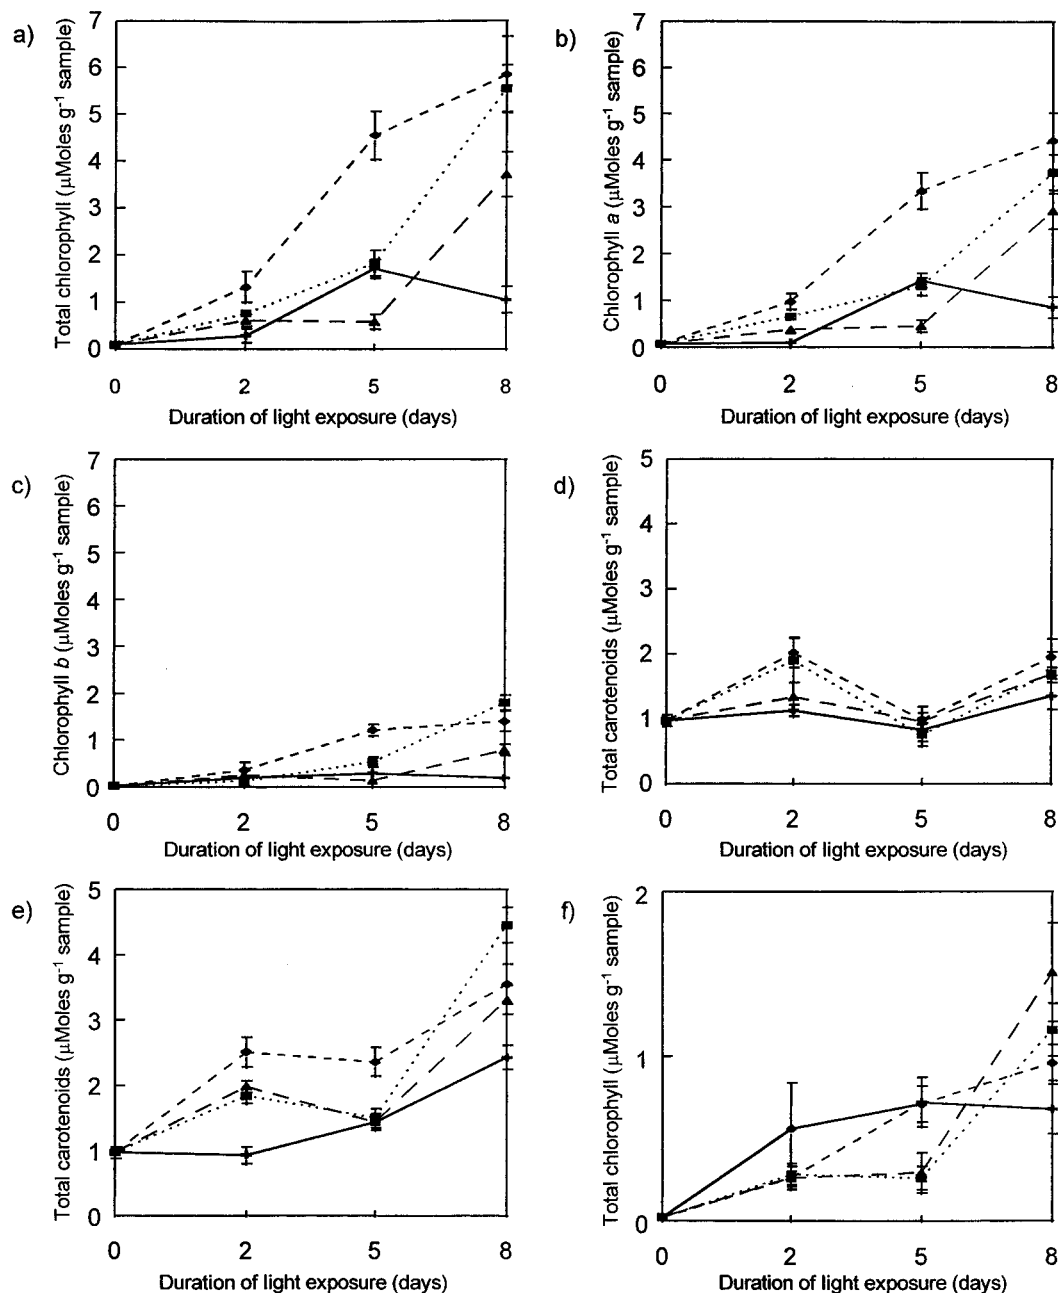 a)
Total chlorophyll (μMoles g⁻¹ sample)
7
6
5
4
3
2
1
0
0 2 5 8
Duration of light exposure (days)
b)
Chlorophyll a (μMoles g⁻¹ sample)
7
6
5
4
3
2
1
0
0 2 5 8
Duration of light exposure (days)
c)
Chlorophyll b (μMoles g⁻¹ sample)
7
6
5
4
3
2
1
0
0 2 5 8
Duration of light exposure (days)
d)
Total carotenoids (μMoles g⁻¹ sample)
5
4
3
2
1
0
0 2 5 8
Duration of light exposure (days)
e)
Total carotenoids (μMoles g⁻¹ sample)
5
4
3
2
1
0
0 2 5 8
Duration of light exposure (days)
f)
Total chlorophyll (μMoles g⁻¹ sample)
2
1
0
0 2 5 8
Duration of light exposure (days)